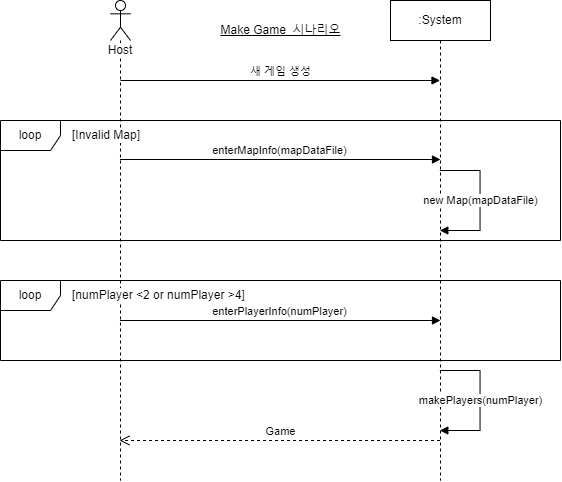 Make Game 시나리오
:System
Host
새 게임 생성
loop
[Invalid Map]
enterMapInfo(mapDataFile)
new Map(mapDataFile)
loop
[numPlayer <2 or numPlayer >4]
enterPlayerInfo(numPlayer)
makePlayers(numPlayer)
Game